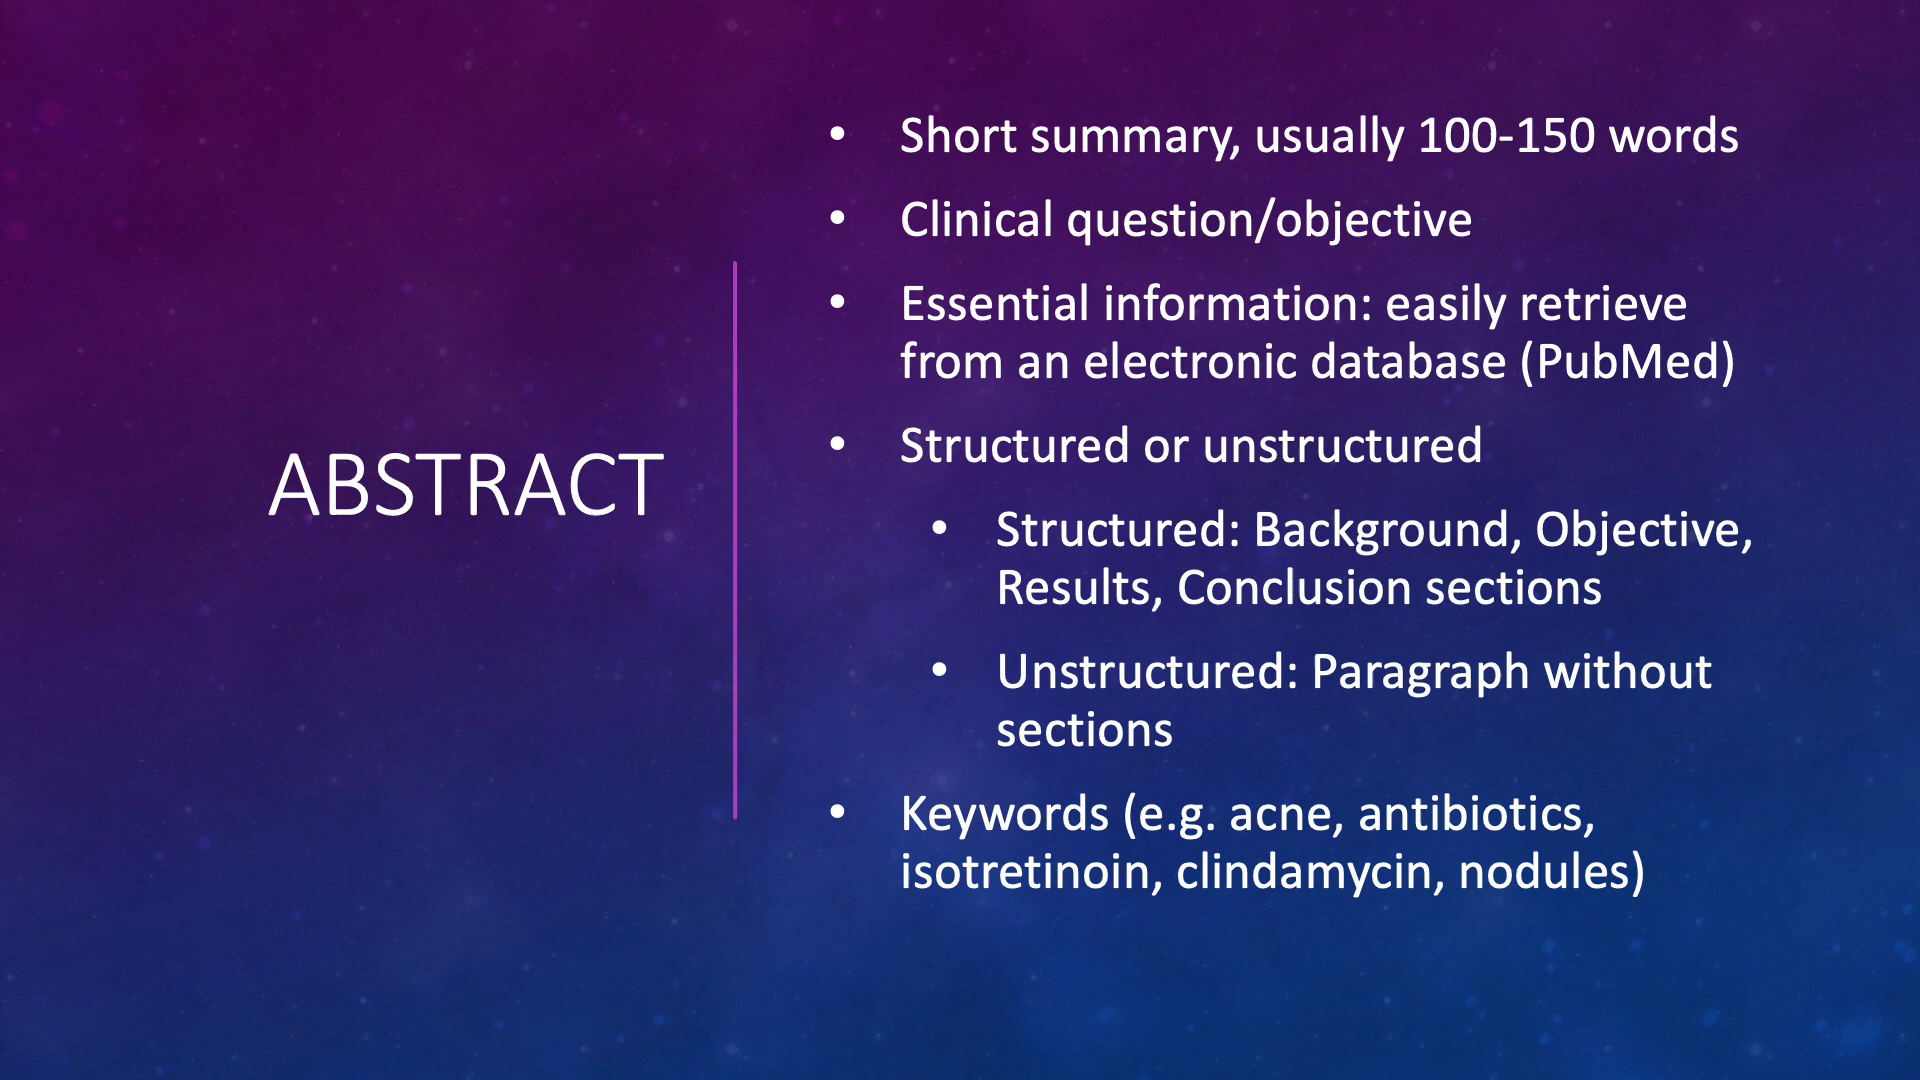 ABSTRACT
• Short summary, usually 100-150 words
• Clinical question/objective
• Essential information: easily retrieve
from an electronic database (PubMed)
• Structured or unstructured
• Structured: Background, Objective,
Results, Conclusion sections
• Unstructured: Paragraph without
sections
• Keywords (e.g. acne, antibiotics,
isotretinoin, clindamycin, nodules)